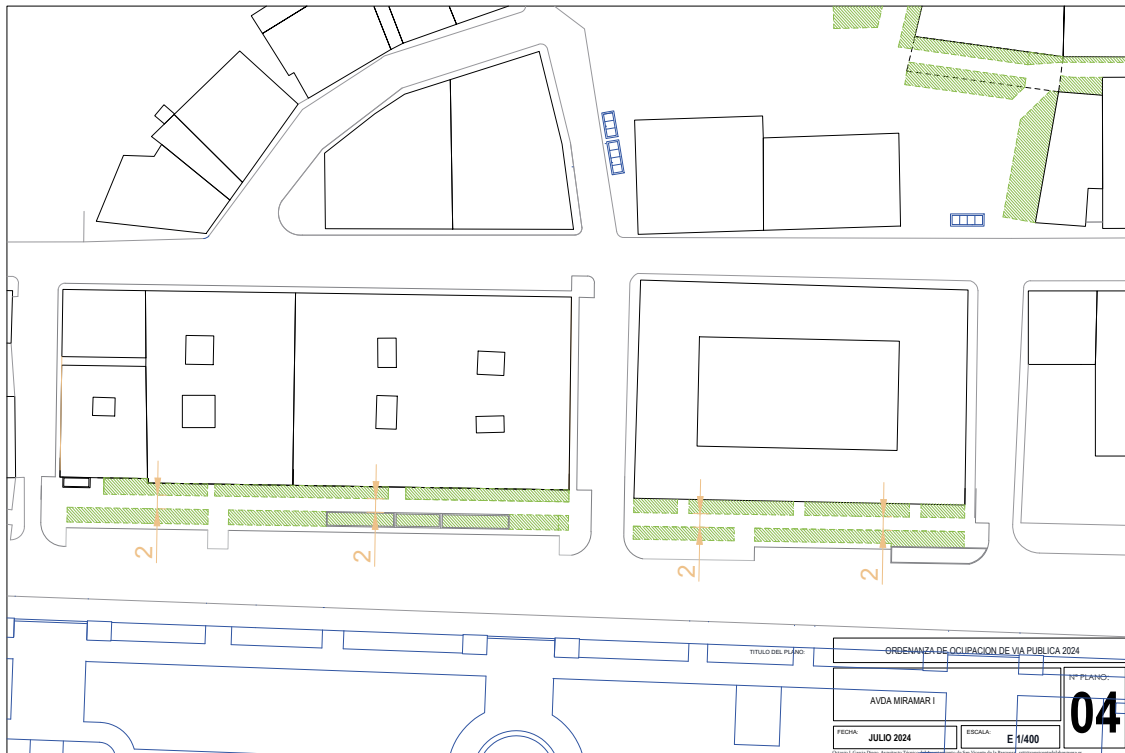 2
2
2
2
TITULO DEL PLANO:
ORDENANZA DE OCUPACION DE VIA PUBLICA 2024
AVDA MIRAMAR I
Nº PLANO:
04
FECHA:
JULIO 2024
ESCALA:
E 1/400